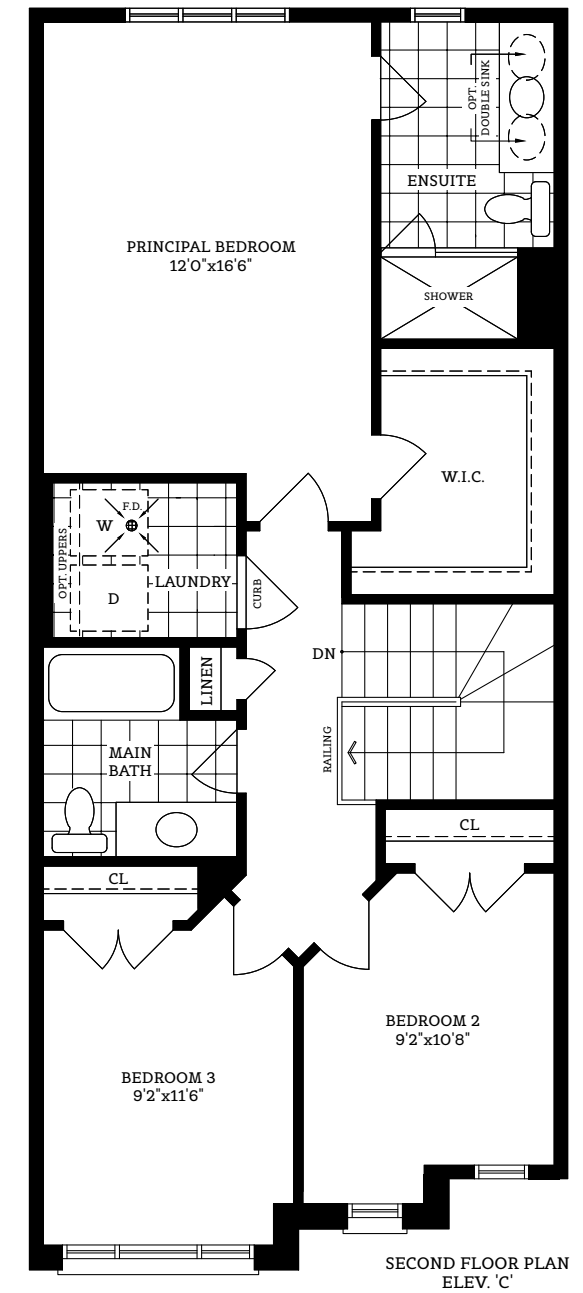 OPT.
DOUBLE SINK
ENSUITE
PRINCIPAL BEDROOM
12'0"x16'6"
SHOWER
W.I.C.
F.D.
W
OPT. UPPERS
D
LAUNDRY
CURB
DN
LINEN
RAILING
MAIN
BATH
CL
CL
BEDROOM 2
9'2"x10'8"
BEDROOM 3
9'2"x11'6"
SECOND FLOOR PLAN
ELEV. 'C'